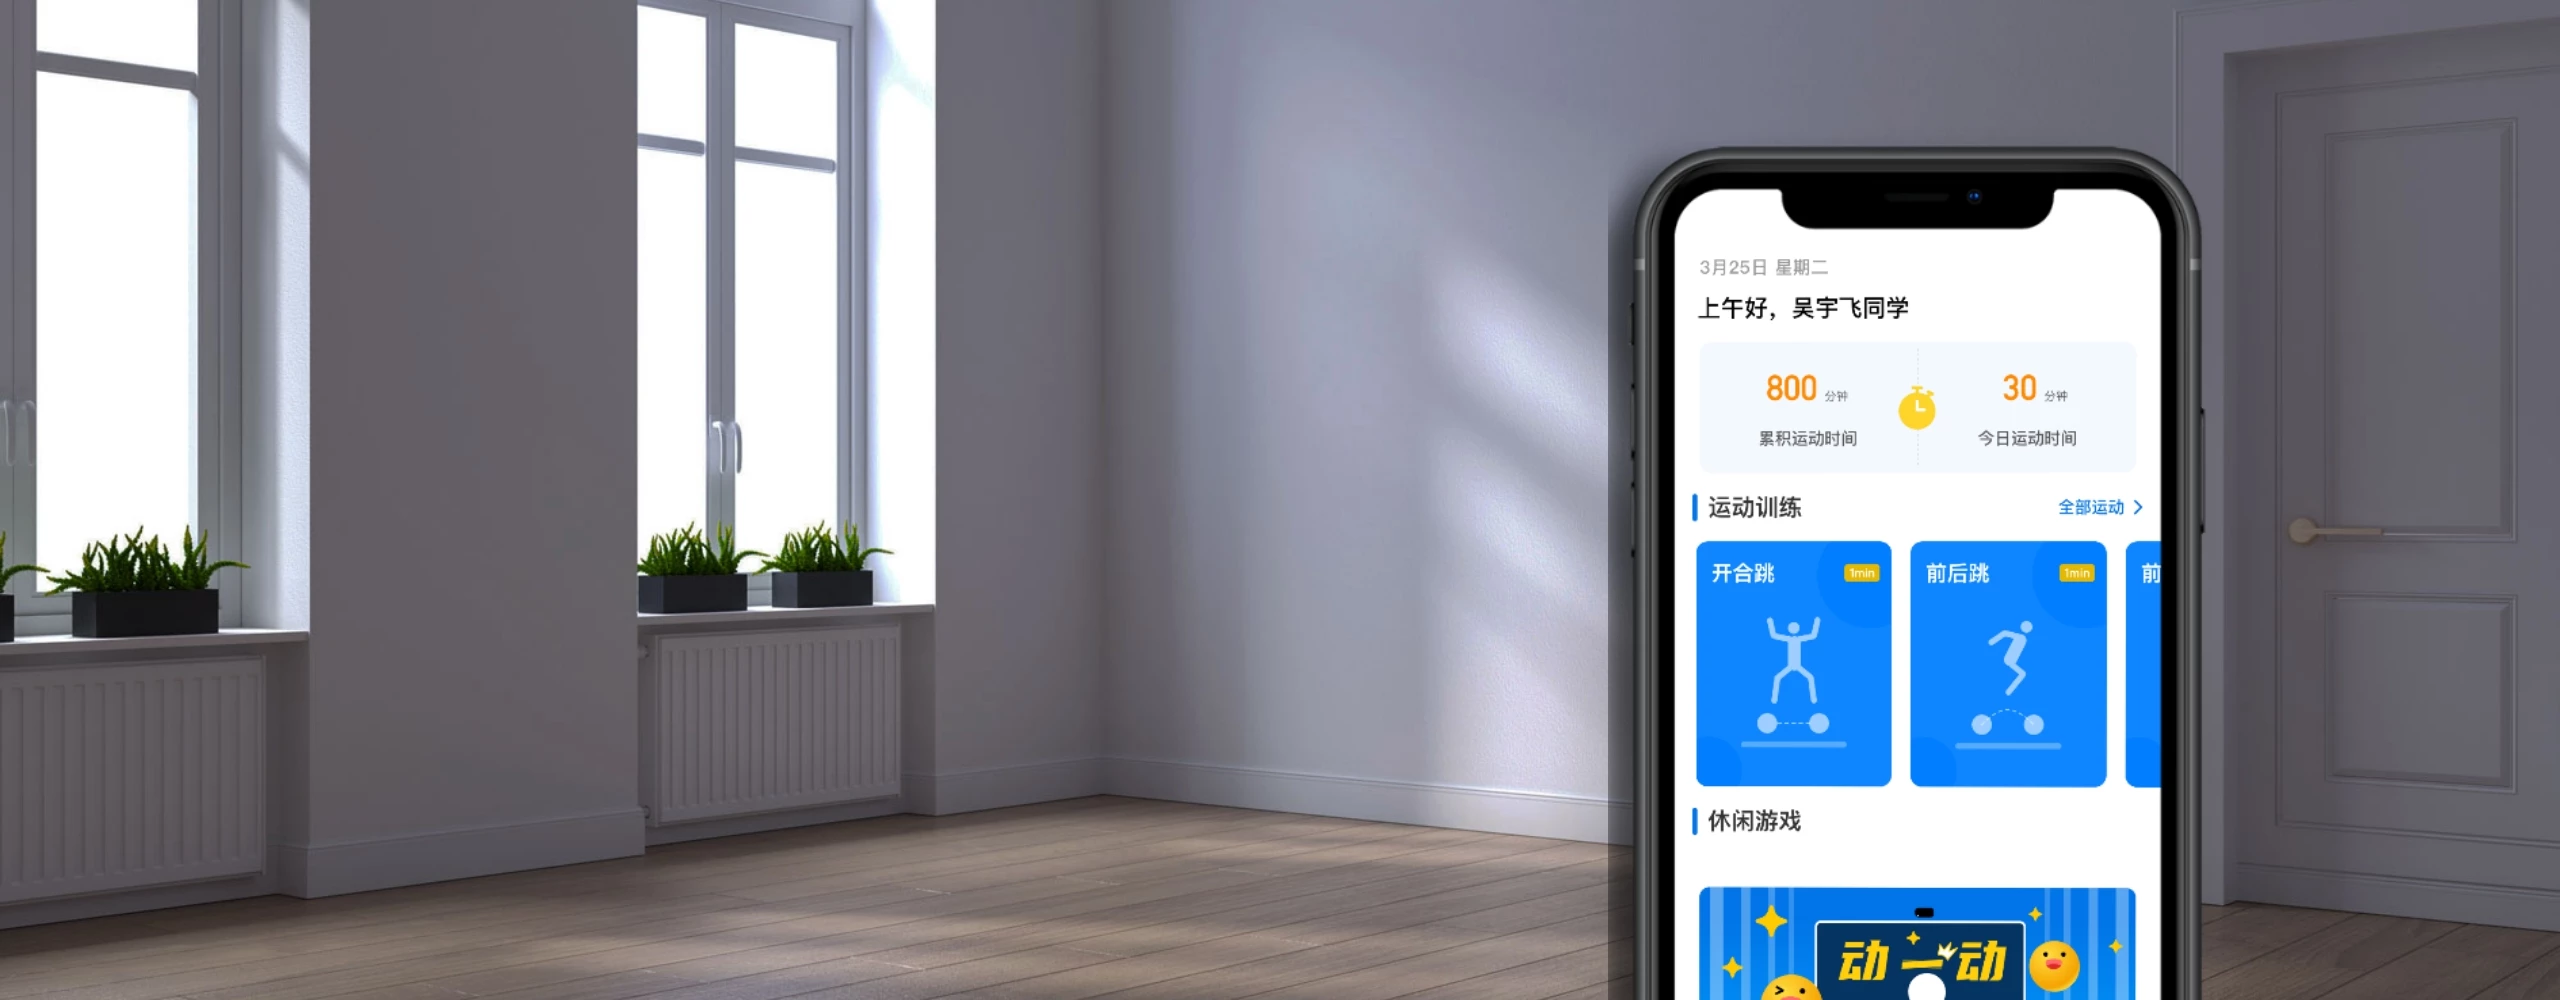 3月25日 星期二
上午好，吴宇飞同学
800 分钟
累积运动时间
30 分钟
今日运动时间
运动训练
全部运动
开合跳
1min
前后跳
1min
前
休闲游戏
动一动